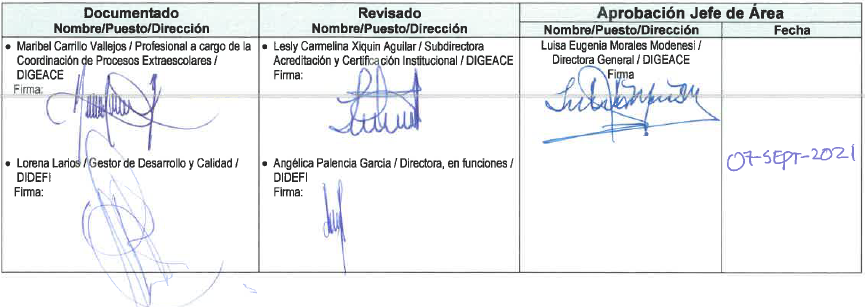 Documentado
Nombre/Puesto/Dirección
Revisado
Nombre/Puesto/Dirección
Aprobación Jefe de Área
Nombre/Puesto/Dirección
Fecha
• Maribel Carrillo Vallejos / Profesional a cargo de la
Coordinación de Procesos Extraescolares /
DIGEACE
Firma:
• Lesly Carmelina Xiquin Aguilar / Subdirectora
Acreditación y Certificación Institucional / DIGEACE
Firma:
Luisa Eugenia Morales Modenesi /
Directora General / DIGEACE
Firma
07-SEPT-2021
• Lorena Larios / Gestor de Desarrollo y Calidad /
DIDEFI
Firma:
• Angélica Palencia Garcia / Directora, en funciones /
DIDEFI
Firma: